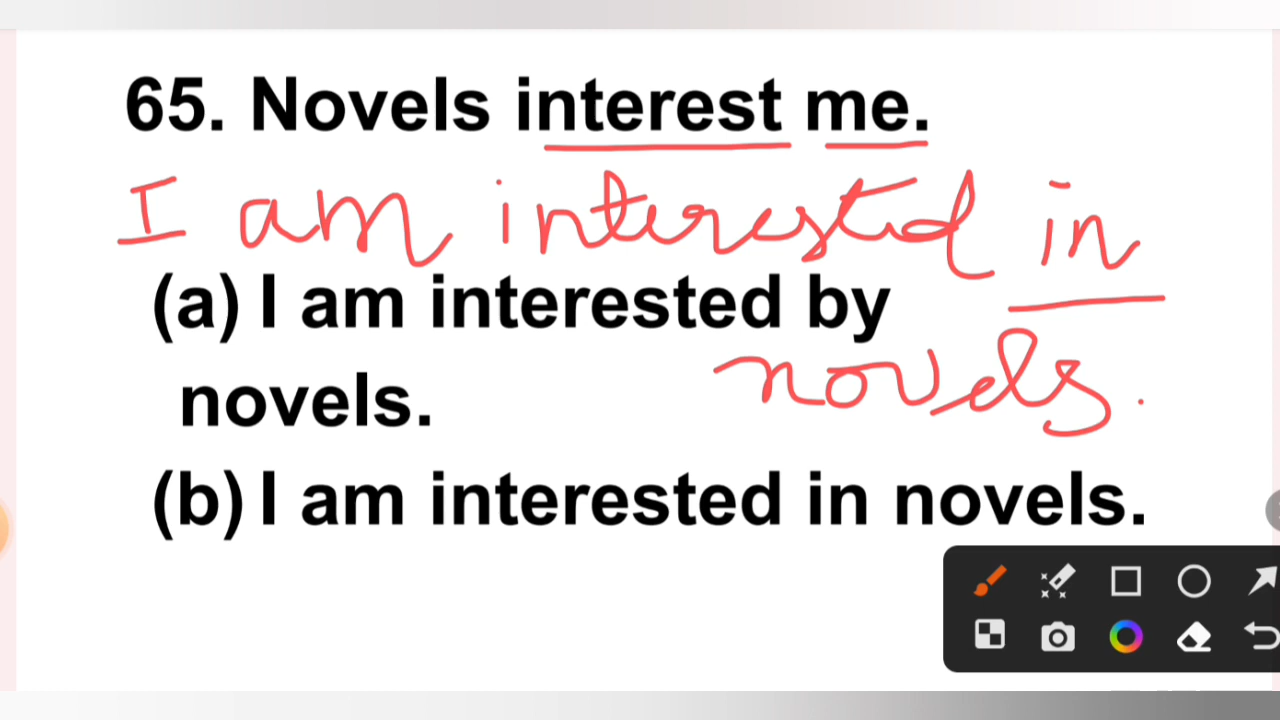 65. Novels interest me.
I am interested in
(a) I am interested by
novels.
novels.
(b) I am interested in novels.